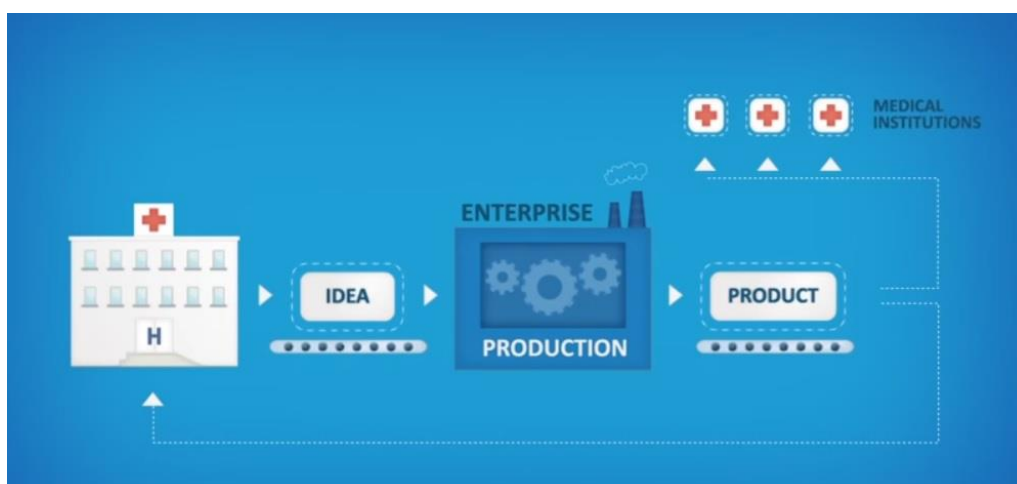 MEDICAL
INSTITUTIONS
ENTERPRISE
IDEA
PRODUCT
H
PRODUCTION